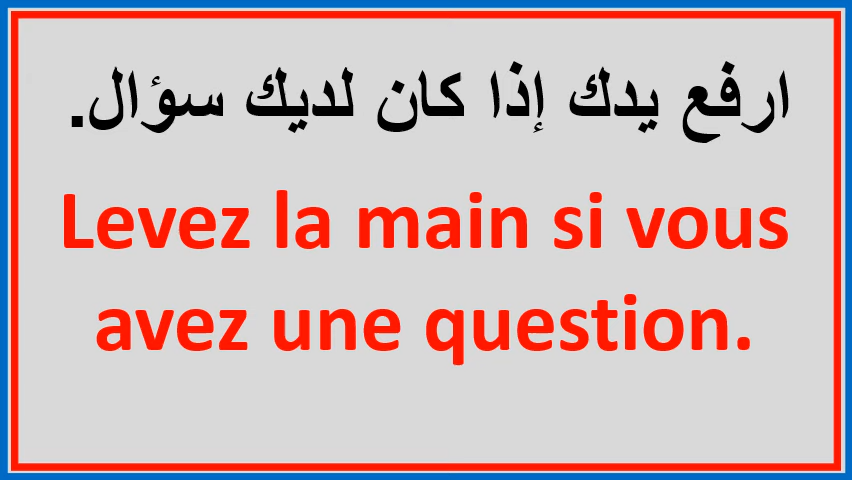 ارفع يدك إذا كان لديك سؤال.
Levez la main si vous
avez une question.